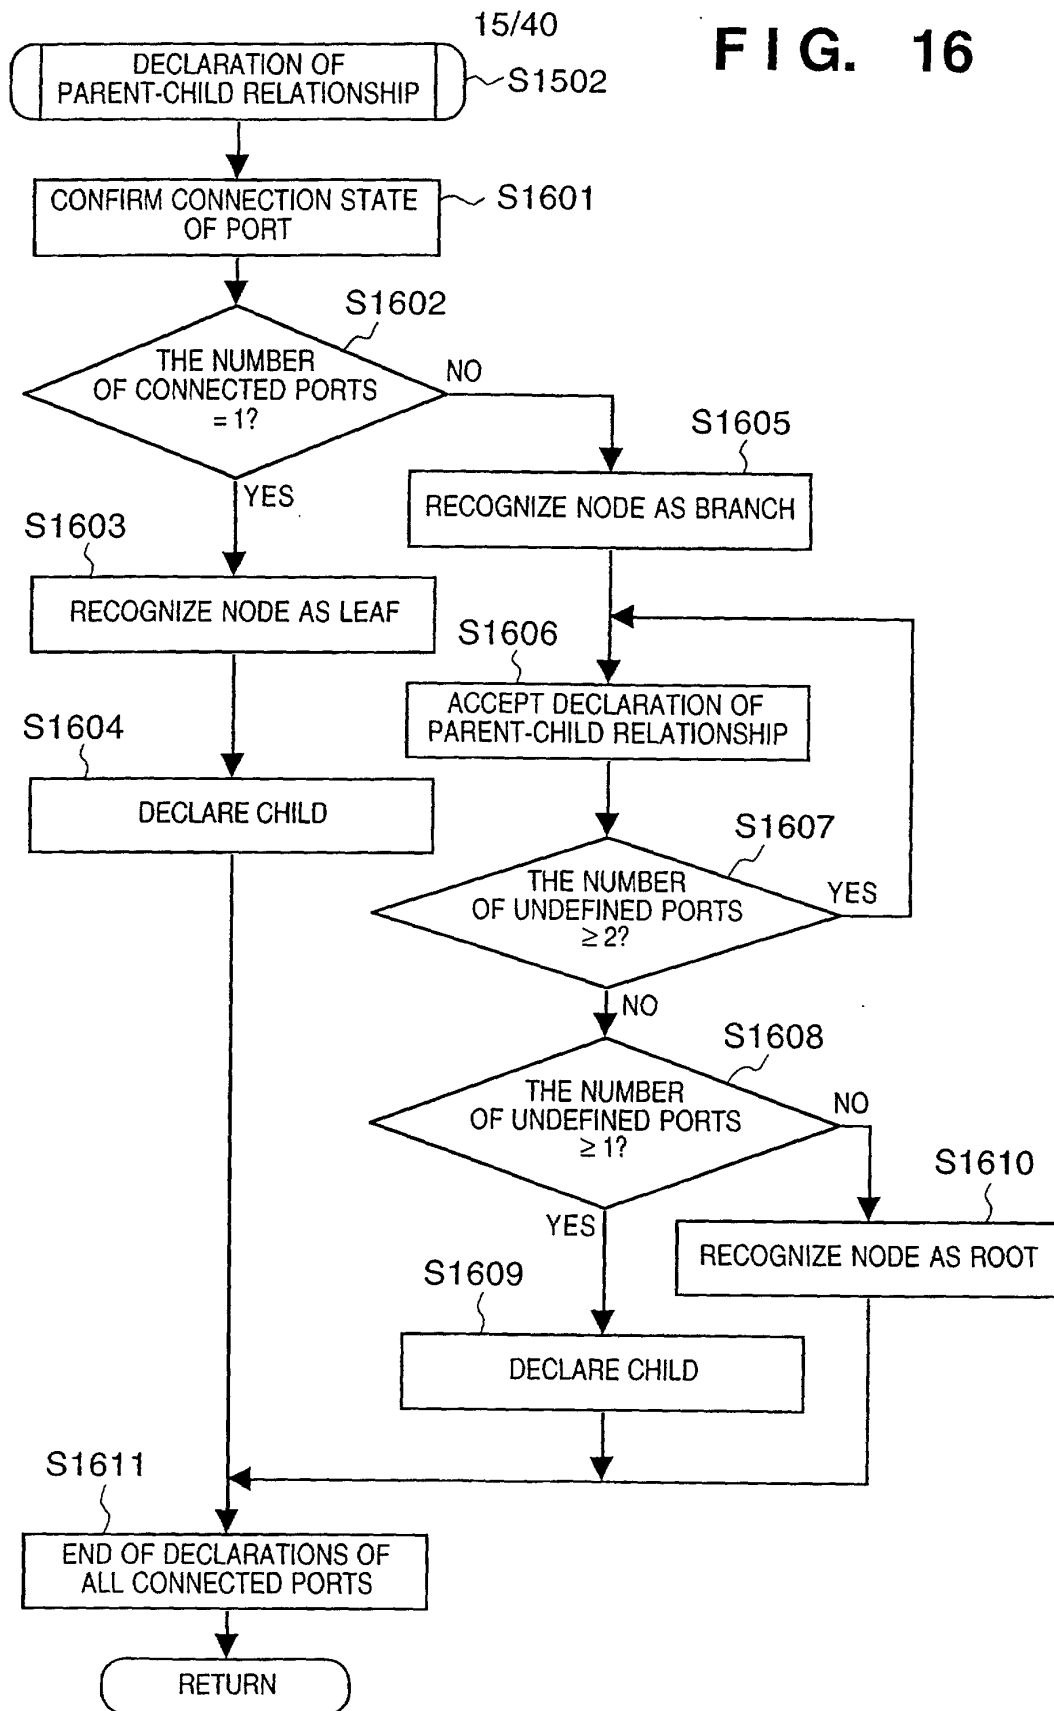 15/40
FIG. 16
DECLARATION OF
PARENT-CHILD RELATIONSHIP
S1502
CONFIRM CONNECTION STATE
OF PORT
S1601
S1602
THE NUMBER
OF CONNECTED PORTS
= 1?
NO
YES
S1605
RECOGNIZE NODE AS BRANCH
S1603
RECOGNIZE NODE AS LEAF
S1606
ACCEPT DECLARATION OF
PARENT-CHILD RELATIONSHIP
S1604
DECLARE CHILD
S1607
THE NUMBER
OF UNDEFINED PORTS
≥ 2?
YES
NO
S1608
THE NUMBER
OF UNDEFINED PORTS
≥ 1?
NO
YES
S1610
RECOGNIZE NODE AS ROOT
S1609
DECLARE CHILD
S1611
END OF DECLARATIONS OF
ALL CONNECTED PORTS
RETURN